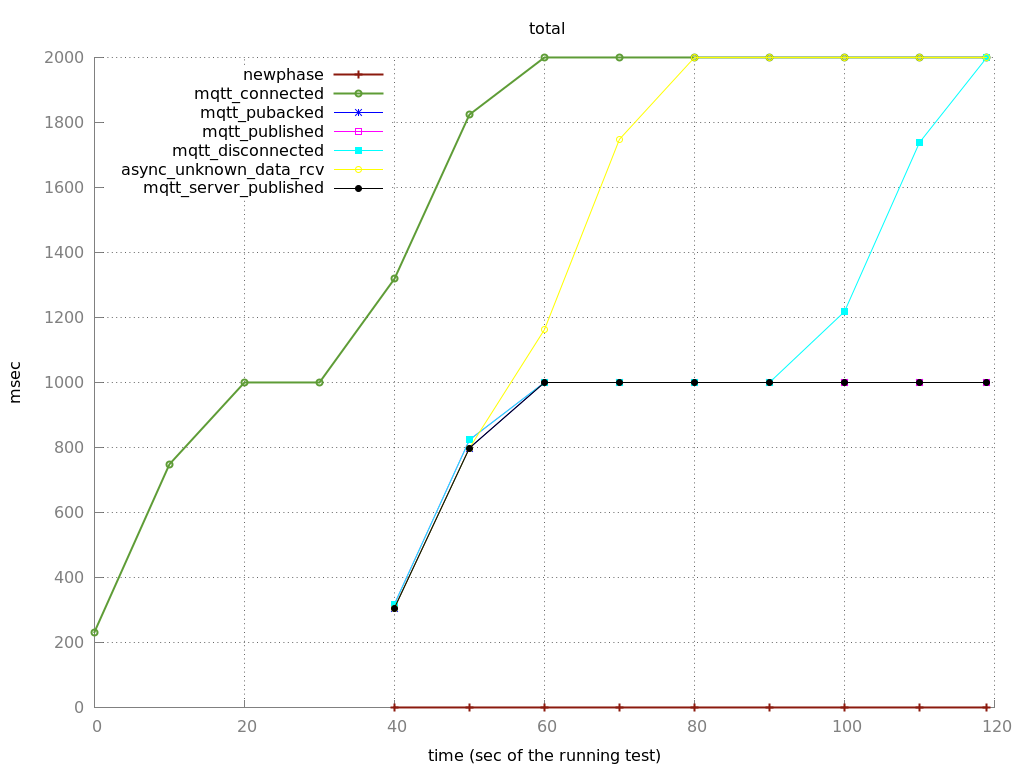 total
2000
1800
1600
1400
1200
1000
800
600
400
200
0
msec
newphase
mqtt_connected
mqtt_pubacked
mqtt_published
mqtt_disconnected
async_unknown_data_rcv
mqtt_server_published
0 20 40 60 80 100 120
time (sec of the running test)